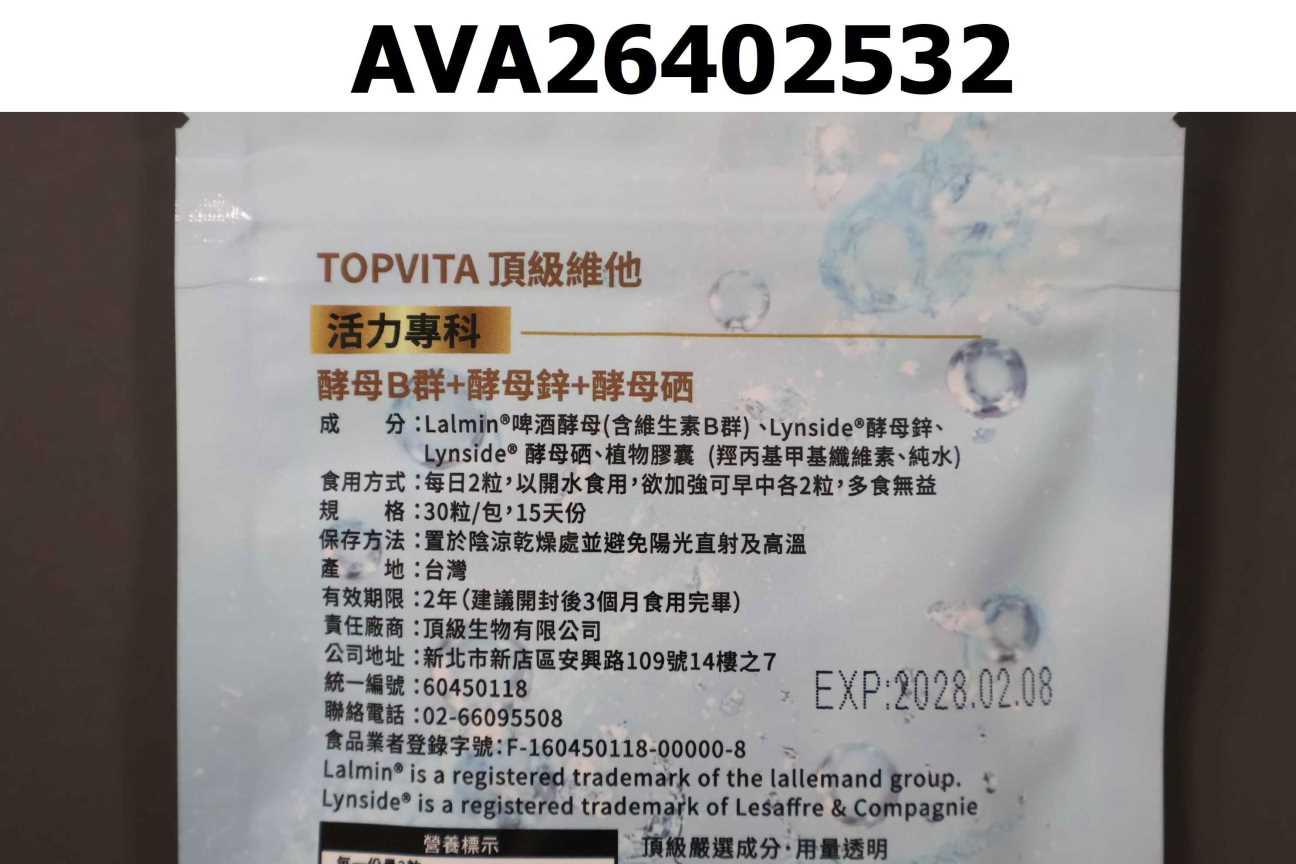 AVA26402532
TOPVITA 頂級維他
活力專科
酵母B群+酵母鋅+酵母硒
成 分:Lalmin®啤酒酵母(含維生素B群)、Lynside®酵母鋅、
Lynside® 酵母硒、植物膠囊 (羥丙基甲基纖維素、純水)
食用方式:每日2粒,以開水食用,欲加強可早中各2粒,多食無益
規 格:30粒/包,15天份
保存方法:置於陰涼乾燥處並避免陽光直射及高溫
產 地:台灣
有效期限:2年(建議開封後3個月食用完畢)
責任廠商:頂級生物有限公司
公司地址:新北市新店區安興路109號14樓之7
EXP:2028.02.08
統一編號:60450118
聯絡電話:02-66095508
食品業者登錄字號:F-160450118-00000-8
Lalmin® is a registered trademark of the lallemand group.
Lynside® is a registered trademark of Lesaffre & Compagnie
營養標示
頂級嚴選成分·用量透明